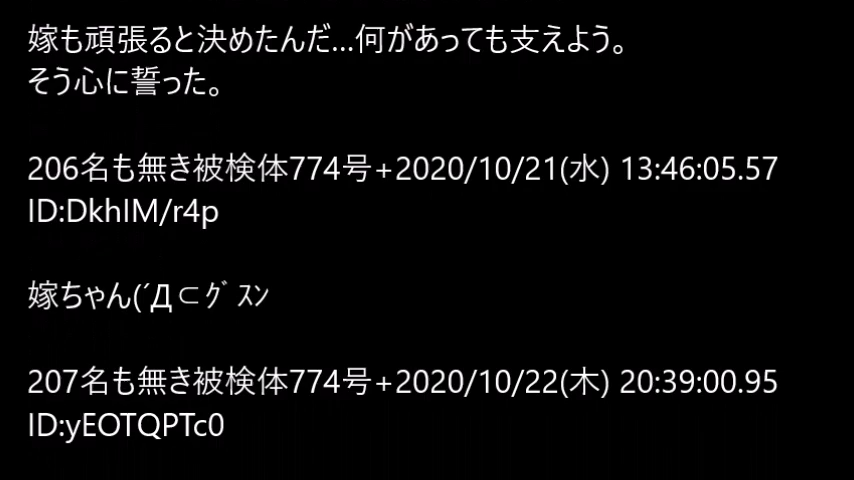 嫁も頑張ると決めたんだ…何があっても支えよう。
そう心に誓った。
206名も無き被検体774号+2020/10/21(水) 13:46:05.57
ID:DkhIM/r4p
嫁ちゃん(´Д⊂ｸﾞｽﾝ
207名も無き被検体774号+2020/10/22(木) 20:39:00.95
ID:yEOTQPTc0